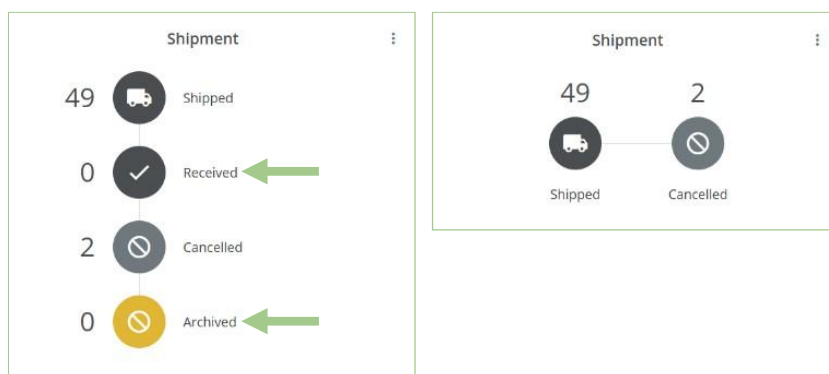 Shipment
49 Shipped
0 Received
2 Cancelled
0 Archived
Shipment
49 2
Shipped Cancelled